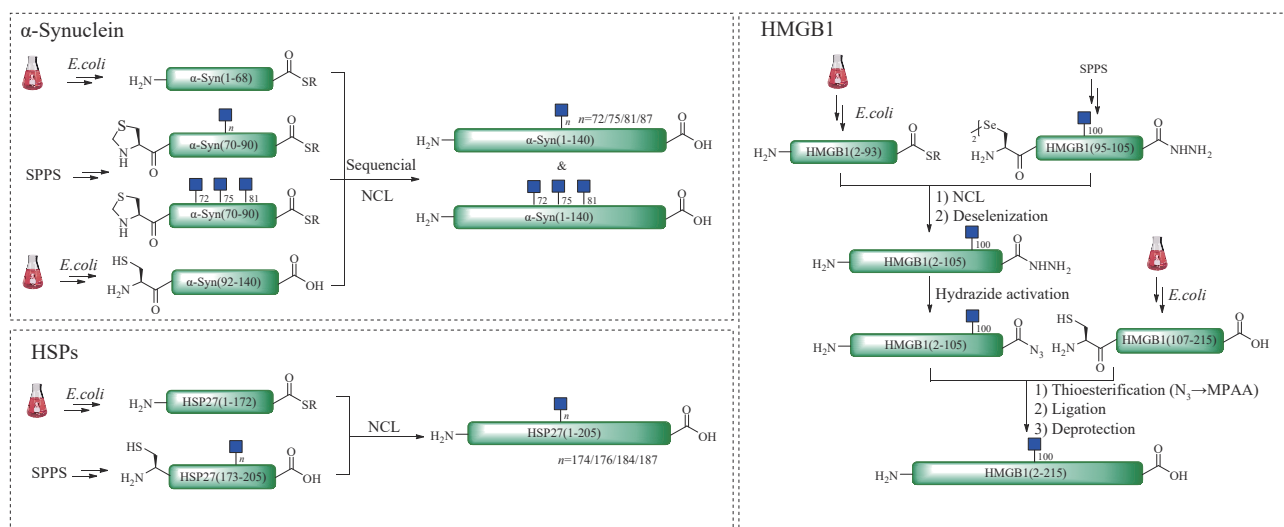 α-Synuclein
E.coli
H₂N
α-Syn(1-68)
O
SR
S
N
H
O
n
α-Syn(70-90)
O
SR
SPPS
S
N
H
O
72 75 81
α-Syn(70-90)
O
SR
E.coli
HS
H₂N
O
α-Syn(92-140)
O
OH
Sequencial
NCL
n
n=72/75/81/87
H₂N
α-Syn(1-140)
O
OH
&
72 75 81
H₂N
α-Syn(1-140)
O
OH
HSPs
E.coli
H₂N
HSP27(1-172)
O
SR
SPPS
HS
H₂N
O
n
HSP27(173-205)
O
OH
NCL
n
H₂N
HSP27(1-205)
O
OH
n=174/176/184/187
HMGB1
E.coli
H₂N
HMGB1(2-93)
O
SR
SPPS
2
Se
H₂N
O
100
HMGB1(95-105)
O
NHNH₂
1) NCL
2) Deselenization
100
H₂N
HMGB1(2-105)
O
NHNH₂
Hydrazide activation
E.coli
100
H₂N
HMGB1(2-105)
O
N₃
HS
H₂N
O
HMGB1(107-215)
O
OH
1) Thioesterification (N₃→MPAA)
2) Ligation
3) Deprotection
100
H₂N
HMGB1(2-215)
O
OH